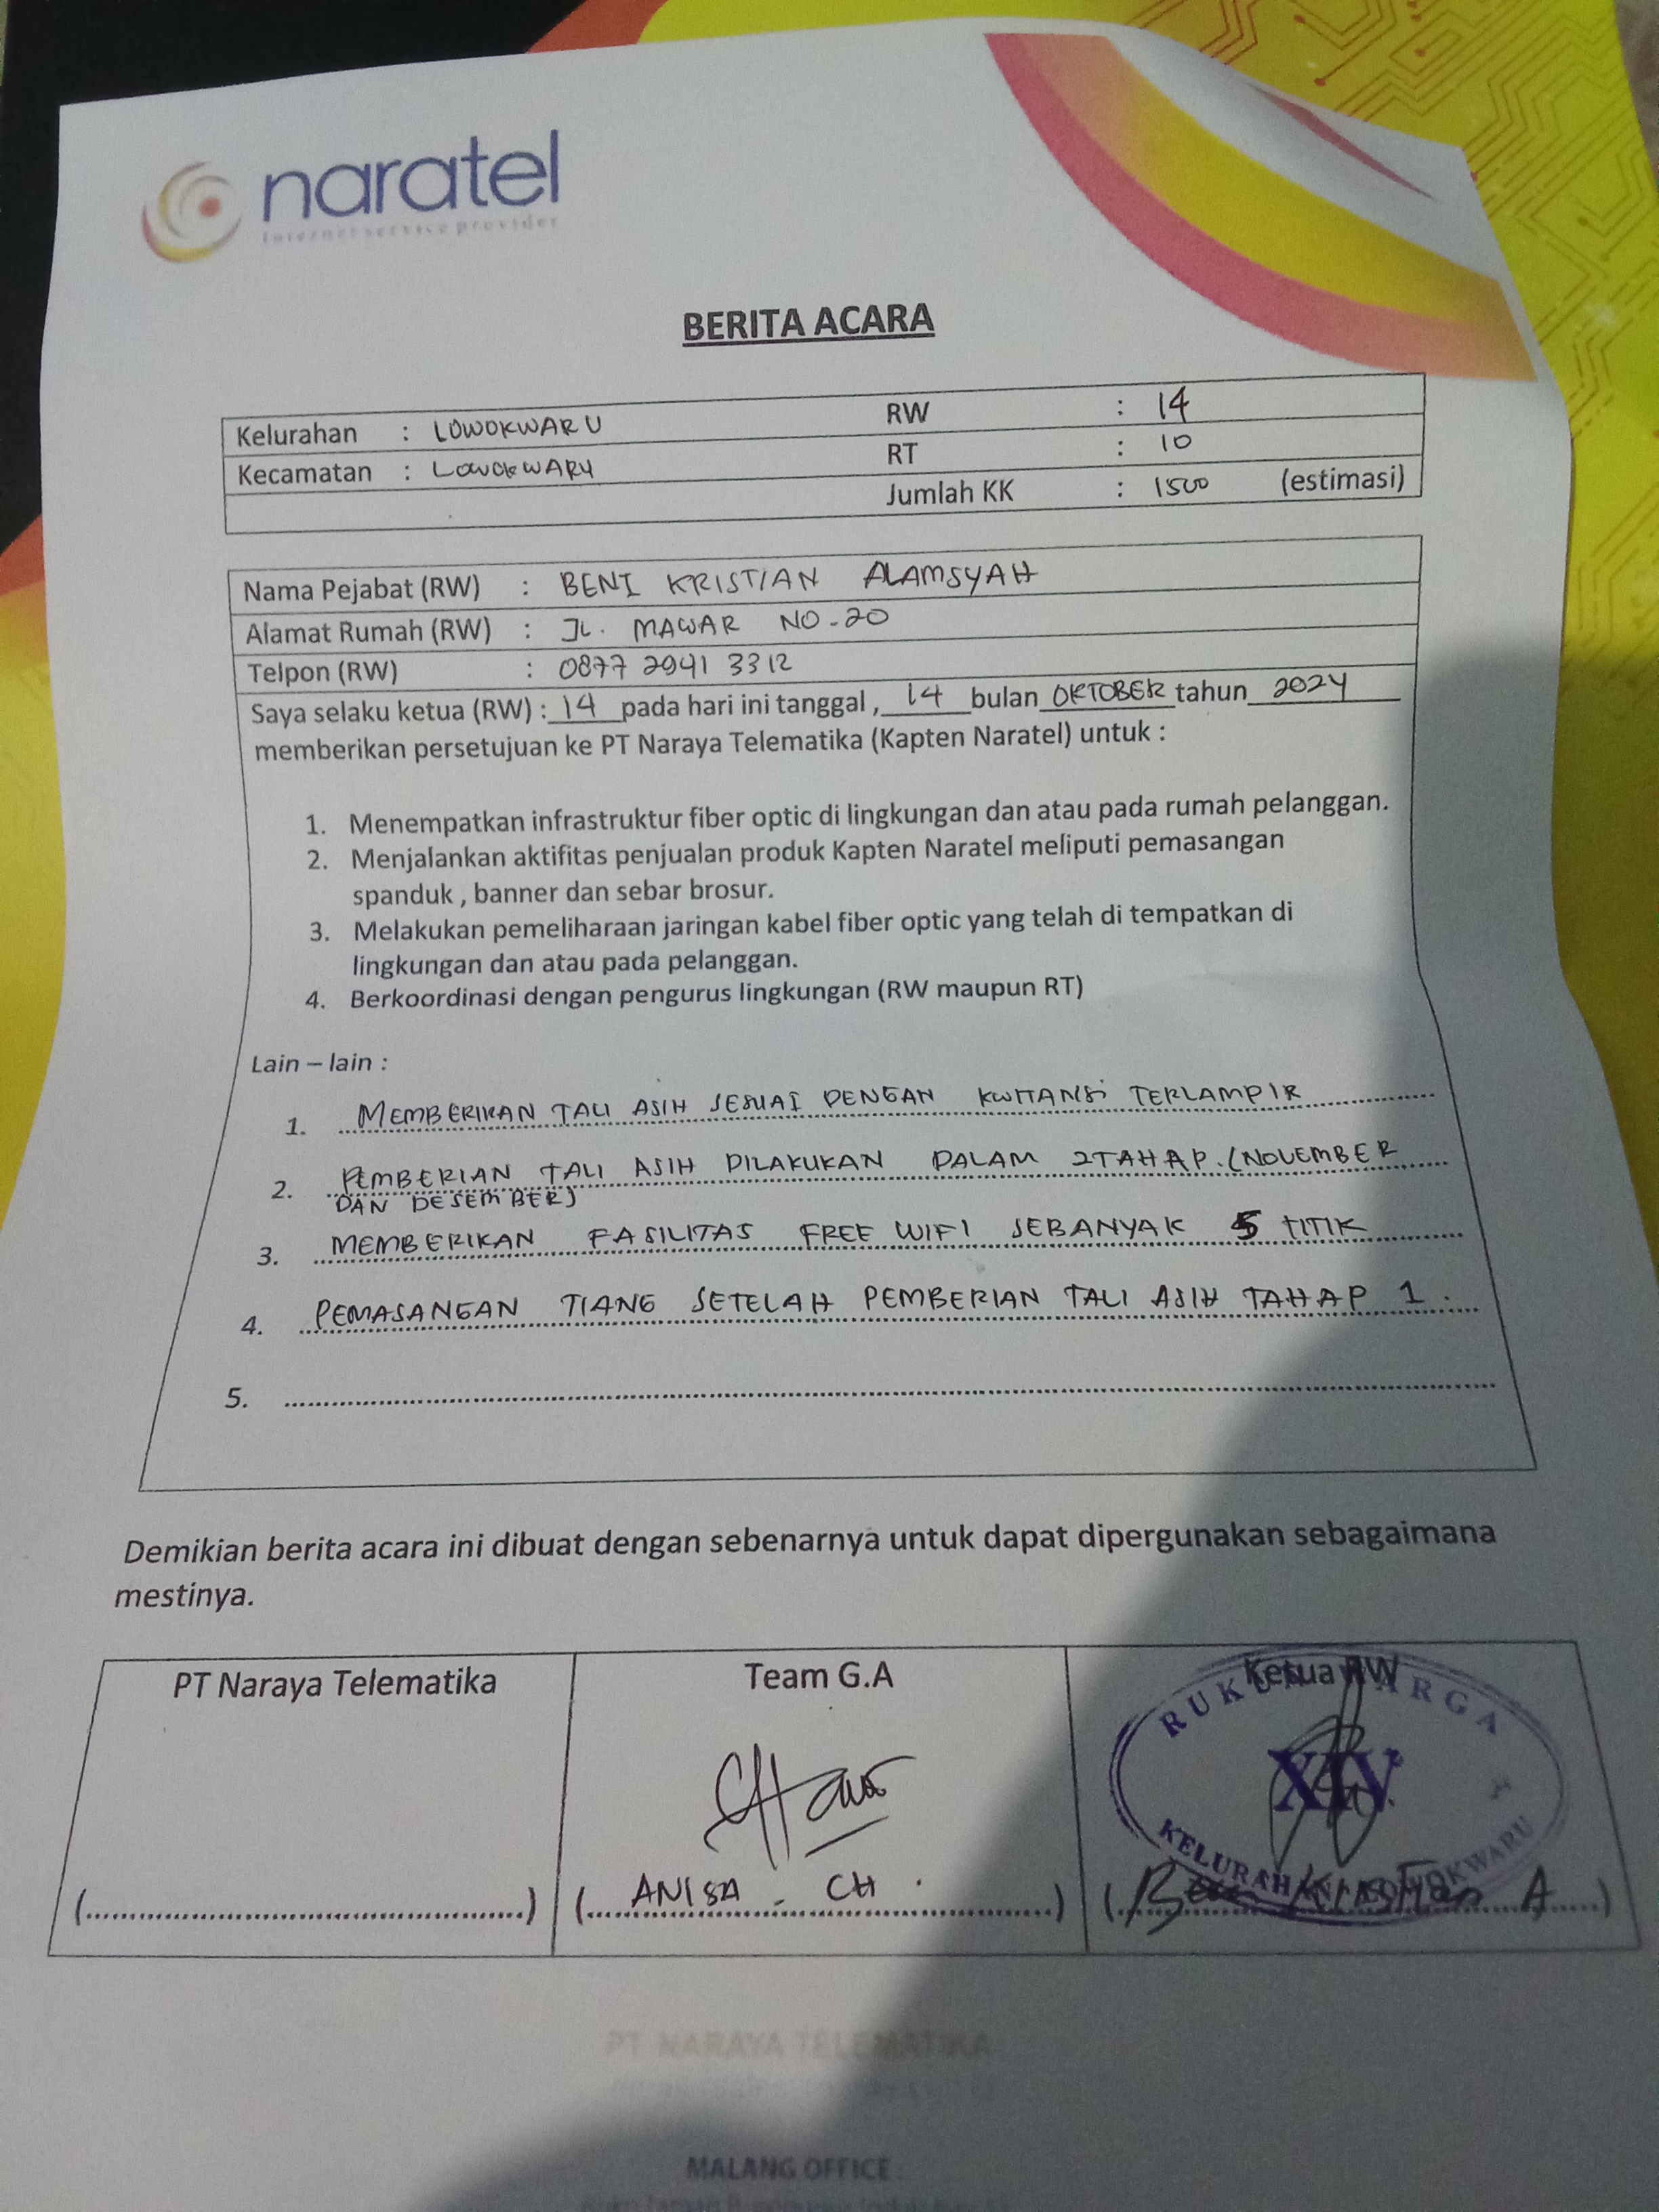 naratel
Internet service provider
BERITA ACARA
Kelurahan : LOWOKWARU RW : 14
Kecamatan : LOWOKWARU RT : 10
Jumlah KK : 1500 (estimasi)
Nama Pejabat (RW) : BENI KRISTIAN ALAMSYAH
Alamat Rumah (RW) : JL. MAWAR NO-20
Telpon (RW) : 0877 2941 3312
Saya selaku ketua (RW) : 14 pada hari ini tanggal , 14 bulan OKTOBER tahun 2024
memberikan persetujuan ke PT Naraya Telematika (Kapten Naratel) untuk :
1. Menempatkan infrastruktur fiber optic di lingkungan dan atau pada rumah pelanggan.
2. Menjalankan aktifitas penjualan produk Kapten Naratel meliputi pemasangan
spanduk , banner dan sebar brosur.
3. Melakukan pemeliharaan jaringan kabel fiber optic yang telah di tempatkan di
lingkungan dan atau pada pelanggan.
4. Berkoordinasi dengan pengurus lingkungan (RW maupun RT)
Lain – lain :
1. MEMBERIKAN TALI ASIH SESUAI DENGAN KWITANSI TERLAMPIR
2. PEMBERIAN TALI ASIH DILAKUKAN DALAM 2 TAHAP. (NOVEMBER
DAN DESEMBER)
3. MEMBERIKAN FASILITAS FREE WIFI SEBANYAK 5 TITIK
4. PEMASANGAN TIANG SETELAH PEMBERIAN TALI ASIH TAHAP 1.
5.
Demikian berita acara ini dibuat dengan sebenarnya untuk dapat dipergunakan sebagaimana
mestinya.
PT Naraya Telematika Team G.A Ketua RW
RUKUN WARGA
XIV
KELURAHAN LOWOKWARU
(....................) (ANISA - CH.) (Beni Kristian A)
PT NARAYA TELEMATIKA
MALANG OFFICE